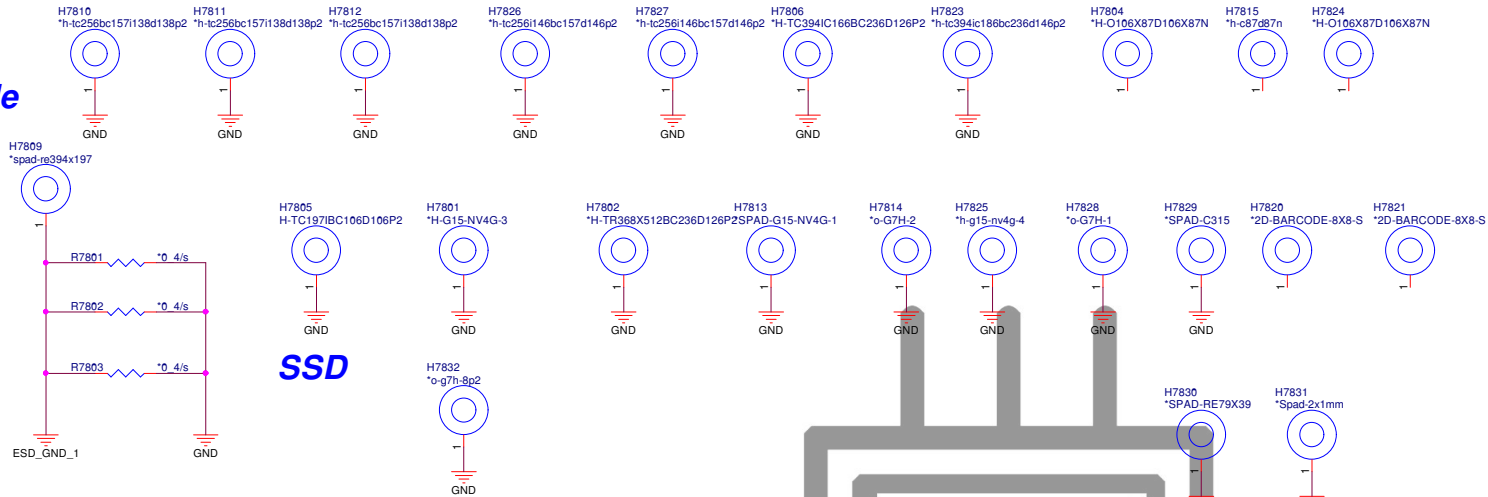 H7810
*h-tc256bc157i138d138p2
H7811
*h-tc256bc157i138d138p2
H7812
*h-tc256bc157i138d138p2
H7826
*h-tc256i146bc157d146p2
H7827
*h-tc256i146bc157d146p2
H7806
*H-TC394IC166BC236D126P2
H7823
*h-tc394ic186bc236d146p2
H7804
*H-O106X87D106X87N
H7815
*h-c87d87n
H7824
*H-O106X87D106X87N
1
1
1
1
1
1
1
1
1
1
GND
GND
GND
GND
GND
GND
GND
H7809
*spad-re394x197
1
R7801
*0_4/s
R7802
*0_4/s
R7803
*0_4/s
ESD_GND_1
GND
H7805
H-TC197IBC106D106P2
H7801
*H-G15-NV4G-3
H7802
*H-TR368X512BC236D126P2
H7813
*SPAD-G15-NV4G-1
H7814
*o-G7H-2
H7825
*h-g15-nv4g-4
H7828
*o-G7H-1
H7829
*SPAD-C315
H7820
*2D-BARCODE-8X8-S
H7821
*2D-BARCODE-8X8-S
1
1
1
1
1
1
1
1
1
1
GND
GND
GND
GND
GND
GND
GND
GND
SSD
H7832
*o-g7h-8p2
1
GND
H7830
*SPAD-RE79X39
1
H7831
*Spad-2x1mm
1